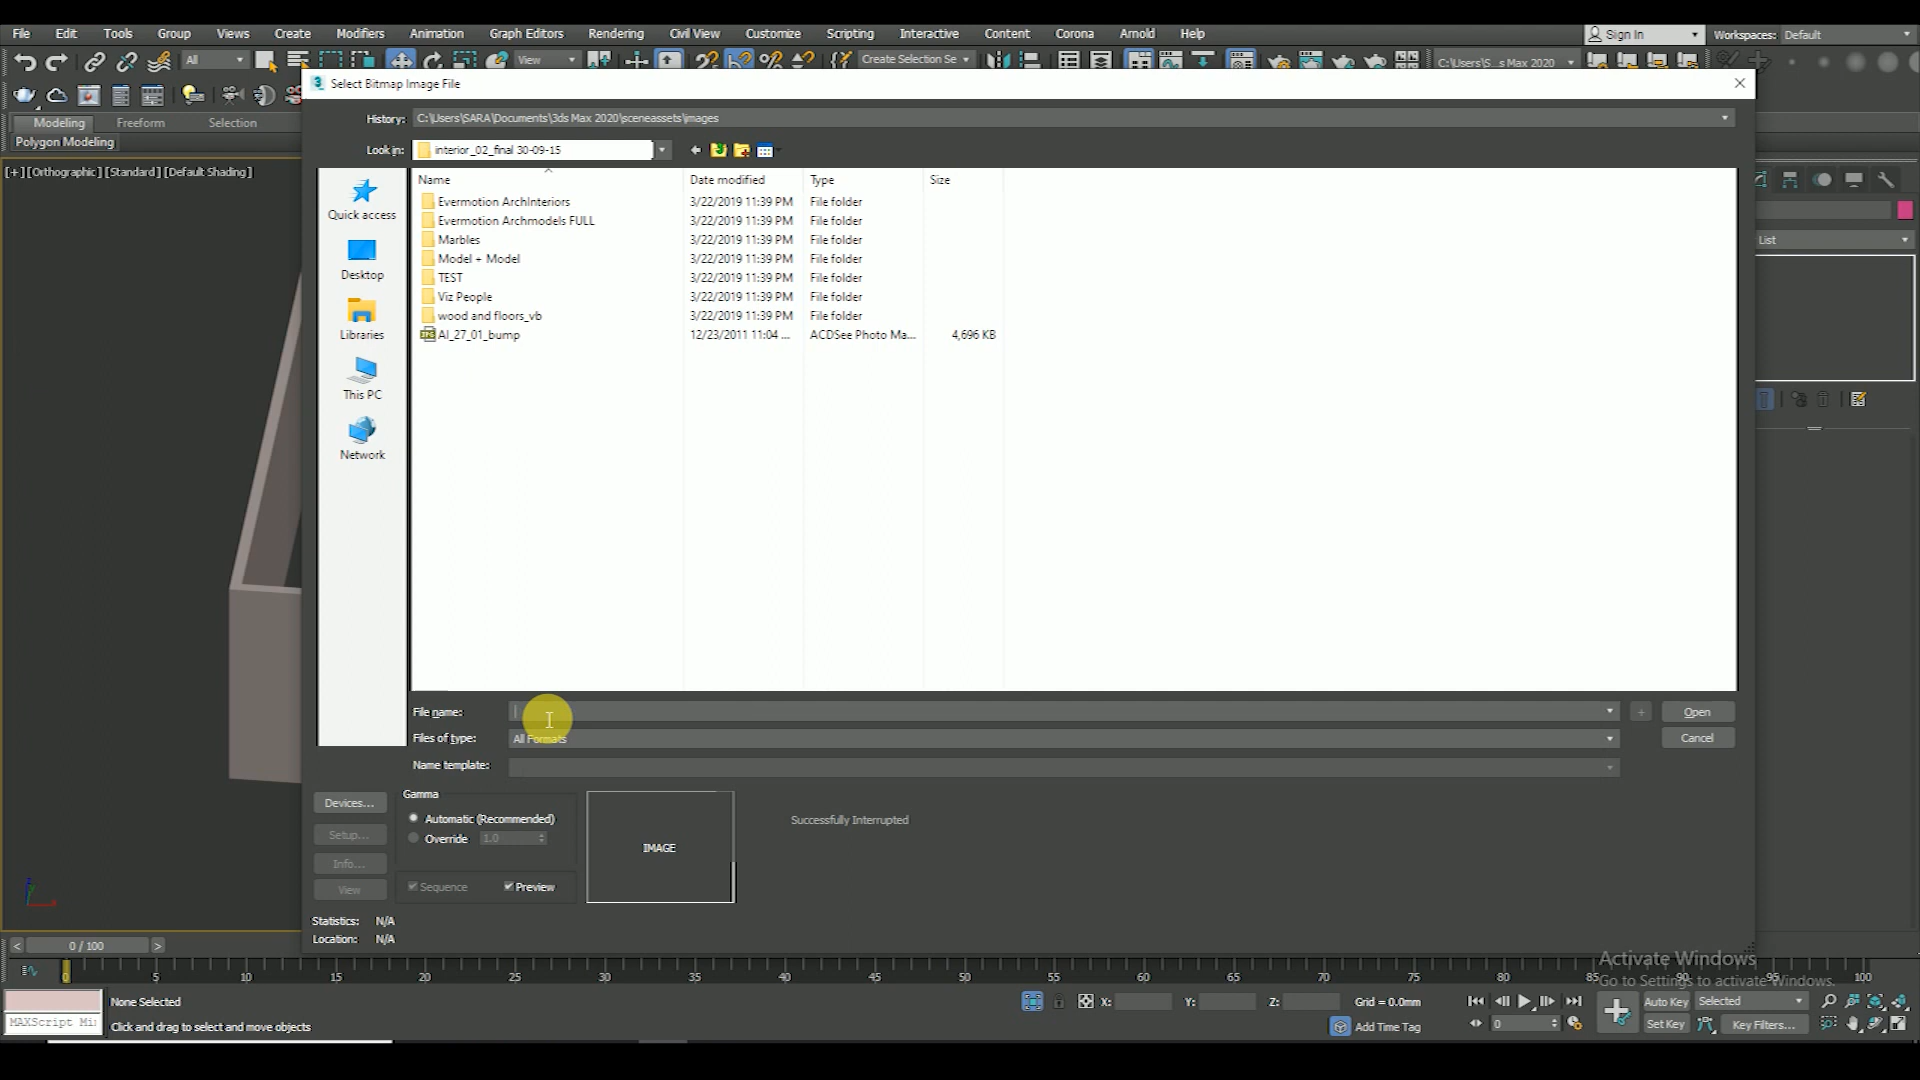 File Edit Tools Group Views Create Modifiers Animation Graph Editors Rendering Civil View Customize Scripting Interactive Content Corona Arnold Help Sign In Workspaces: Default
All View Create Selection Se C:\Users\S...s Max 2020
Select Bitmap Image File
History: C:\Users\SARA\Documents\3ds Max 2020\sceneassets\images
Modeling Freeform Selection
Polygon Modeling
Look in: interior_02_final 30-09-15
[+] [Orthographic] [Standard] [Default Shading]
Name Date modified Type Size
Evermotion ArchInteriors 3/22/2019 11:39 PM File folder
Evermotion Archmodels FULL 3/22/2019 11:39 PM File folder
Marbles 3/22/2019 11:39 PM File folder
Model + Model 3/22/2019 11:39 PM File folder
TEST 3/22/2019 11:39 PM File folder
Viz People 3/22/2019 11:39 PM File folder
wood and floors_vb 3/22/2019 11:39 PM File folder
AI_27_01_bump 12/23/2011 11:04 ... ACDSee Photo Ma... 4,696 KB
Quick access
Desktop
Libraries
This PC
Network
List
File name: Open
Files of type: All Formats Cancel
Name template:
Devices...
Setup...
Info...
View
Gamma
Automatic (Recommended)
Override 1.0
Sequence Preview
IMAGE
Successfully Interrupted
Statistics: N/A
Location: N/A
0 / 100
0 5 10 15 20 25 30 35 40 45 50 55 60 65 70 75 80 85 90 95 100
Activate Windows
Go to Settings to activate Windows.
None Selected X: Y: Z: Grid = 0.0mm Auto Key Selected
MAXScript Mi Click and drag to select and move objects Add Time Tag 0 Set Key Key Filters...